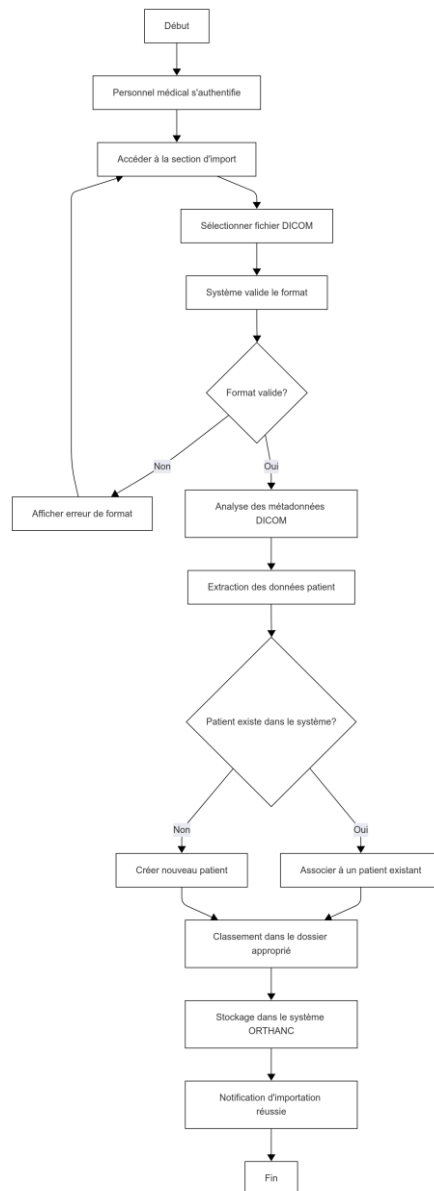 Début
Personnel médical s'authentifie
Accéder à la section d'import
Sélectionner fichier DICOM
Système valide le format
Format valide?
Non
Oui
Afficher erreur de format
Analyse des métadonnées
DICOM
Extraction des données patient
Patient existe dans le système?
Non
Oui
Créer nouveau patient
Associer à un patient existant
Classement dans le dossier
approprié
Stockage dans le système
ORTHANC
Notification d'importation
réussie
Fin